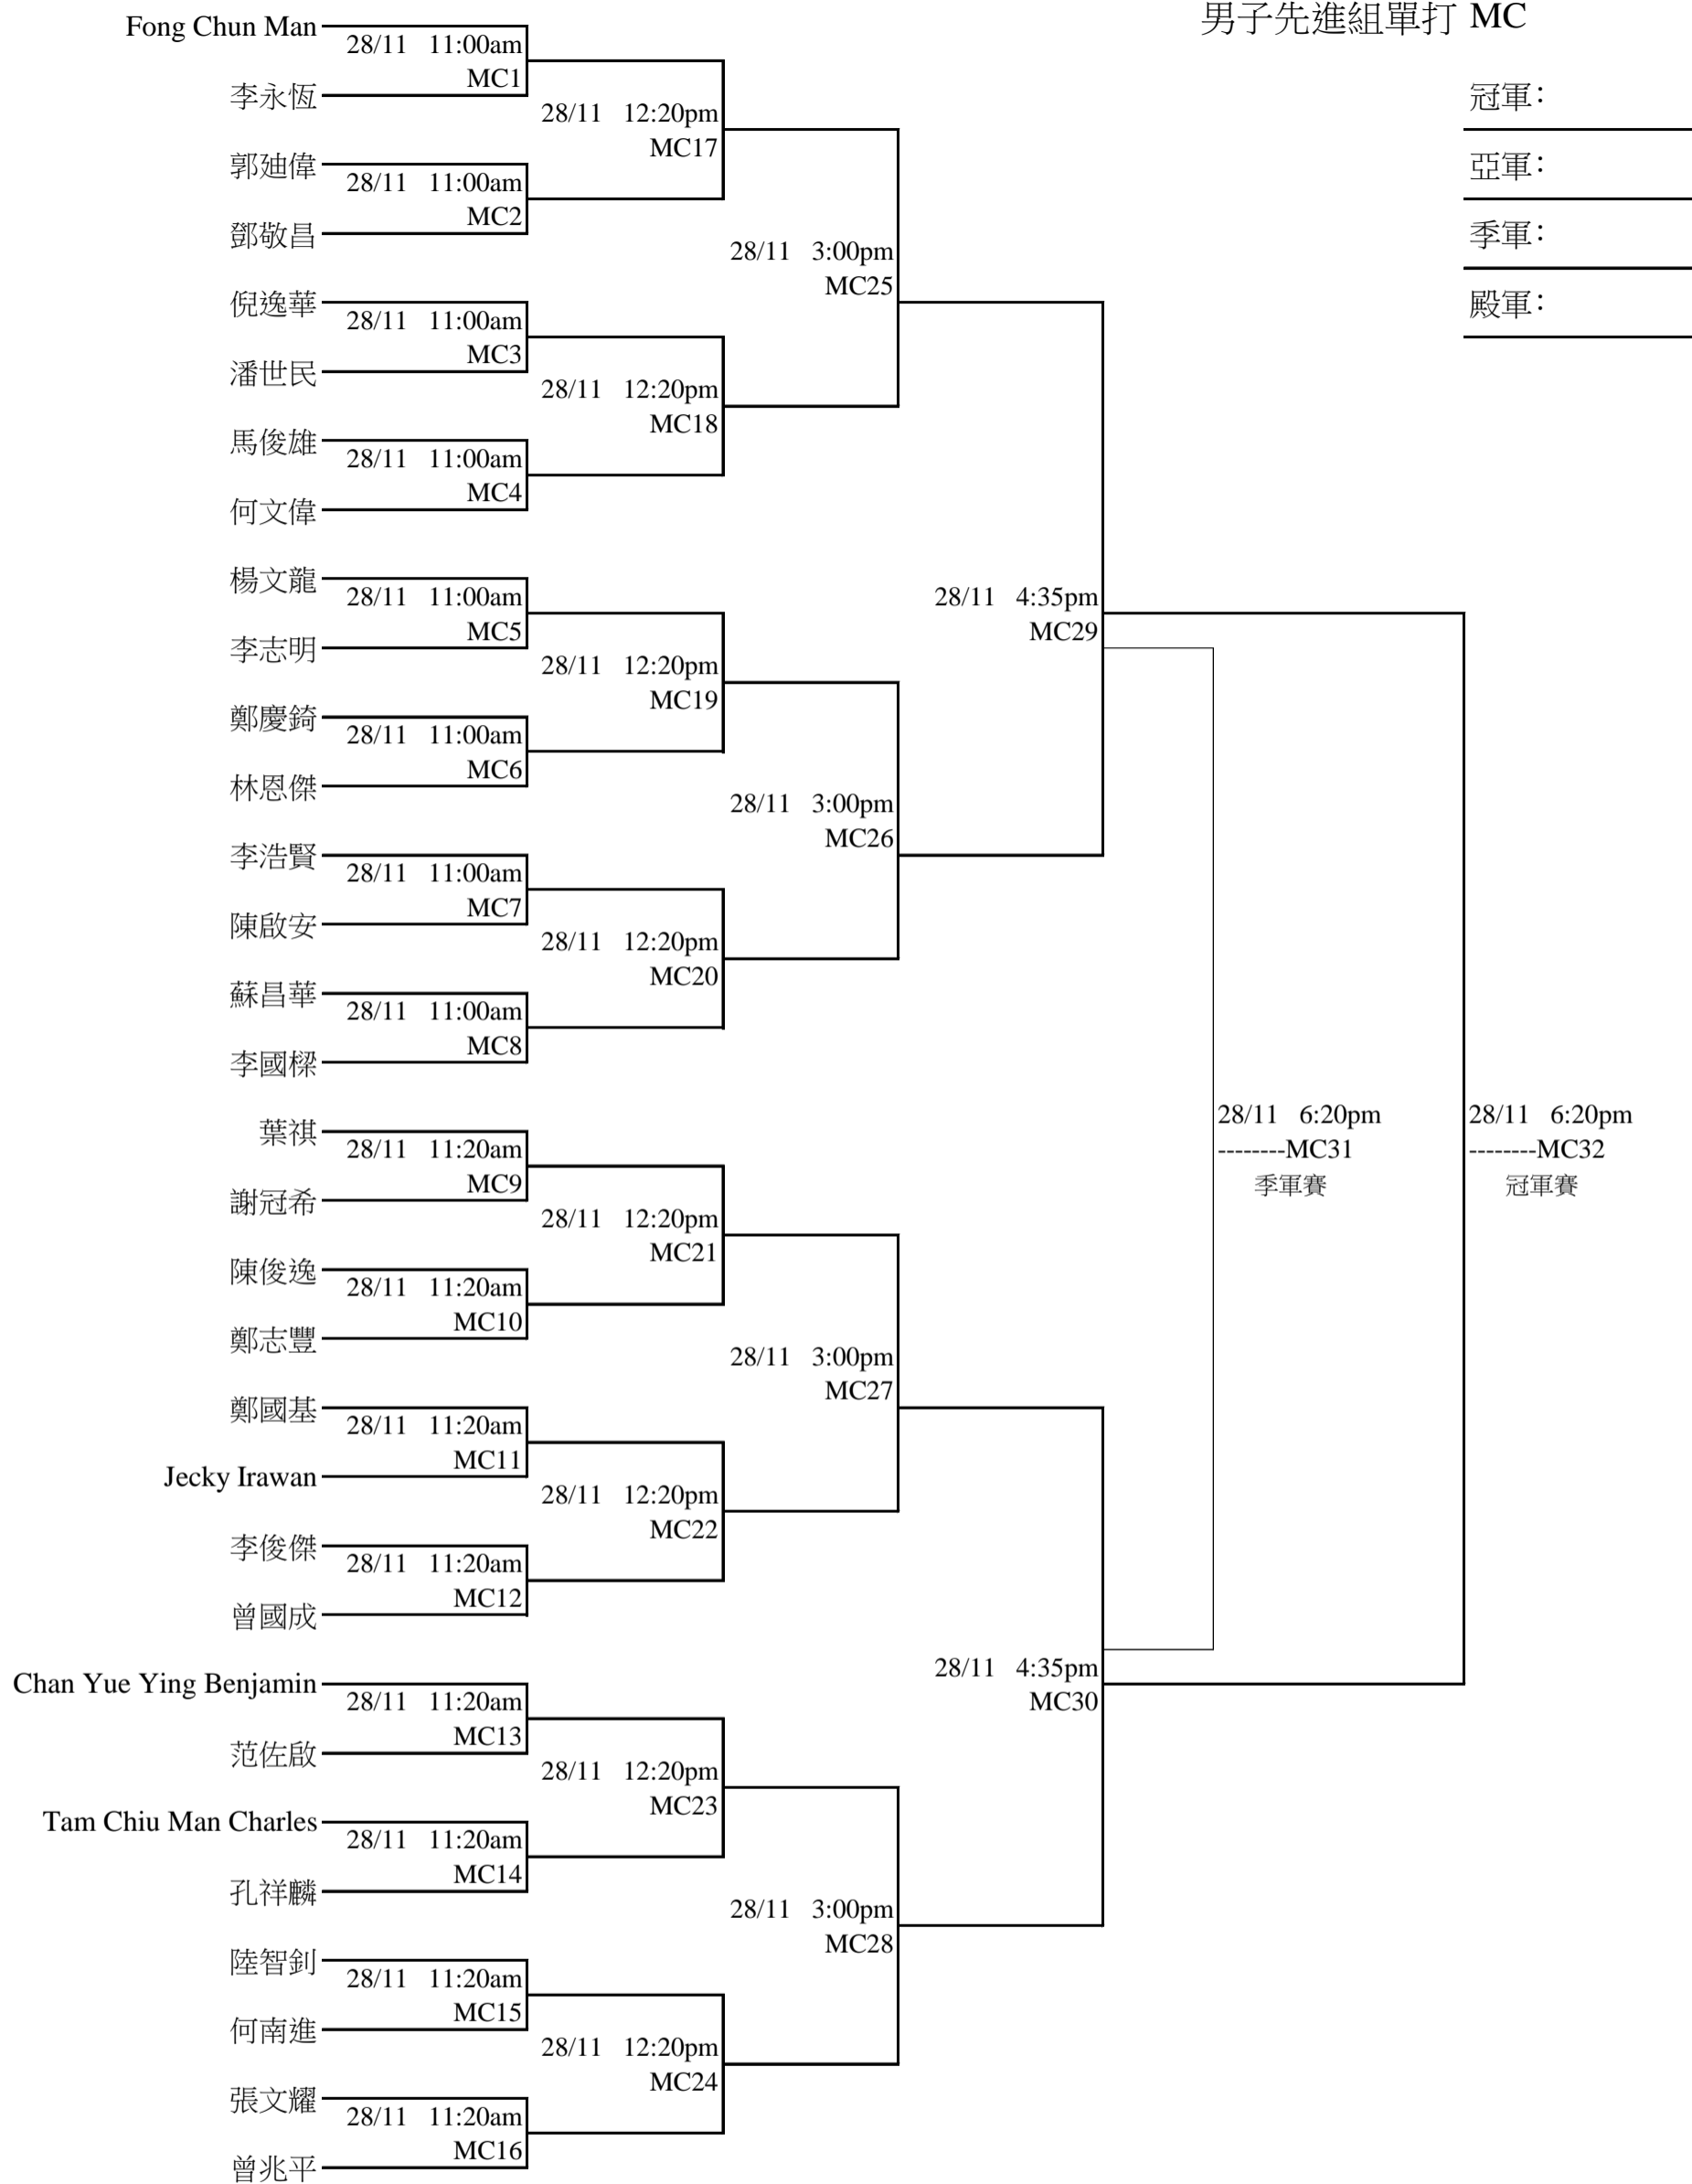 男子先進組單打 MC
冠軍:
亞軍:
季軍:
殿軍:
Fong Chun Man
28/11 11:00am
MC1
李永恆
28/11 12:20pm
MC17
郭廸偉
28/11 11:00am
MC2
鄧敬昌
28/11 3:00pm
MC25
倪逸華
28/11 11:00am
MC3
潘世民
28/11 12:20pm
MC18
馬俊雄
28/11 11:00am
MC4
何文偉
楊文龍
28/11 11:00am
MC5
李志明
28/11 4:35pm
MC29
28/11 12:20pm
MC19
鄭慶錡
28/11 11:00am
MC6
林恩傑
28/11 3:00pm
MC26
李浩賢
28/11 11:00am
MC7
陳啟安
28/11 12:20pm
MC20
蘇昌華
28/11 11:00am
MC8
李國樑
28/11 6:20pm
--------MC31
季軍賽
28/11 6:20pm
--------MC32
冠軍賽
葉祺
28/11 11:20am
MC9
謝冠希
28/11 12:20pm
MC21
陳俊逸
28/11 11:20am
MC10
鄭志豐
28/11 3:00pm
MC27
鄭國基
28/11 11:20am
MC11
Jecky Irawan
28/11 12:20pm
MC22
李俊傑
28/11 11:20am
MC12
曾國成
28/11 4:35pm
MC30
Chan Yue Ying Benjamin
28/11 11:20am
MC13
范佐啟
28/11 12:20pm
MC23
Tam Chiu Man Charles
28/11 11:20am
MC14
孔祥麟
28/11 3:00pm
MC28
陸智釗
28/11 11:20am
MC15
何南進
28/11 12:20pm
MC24
張文耀
28/11 11:20am
MC16
曾兆平